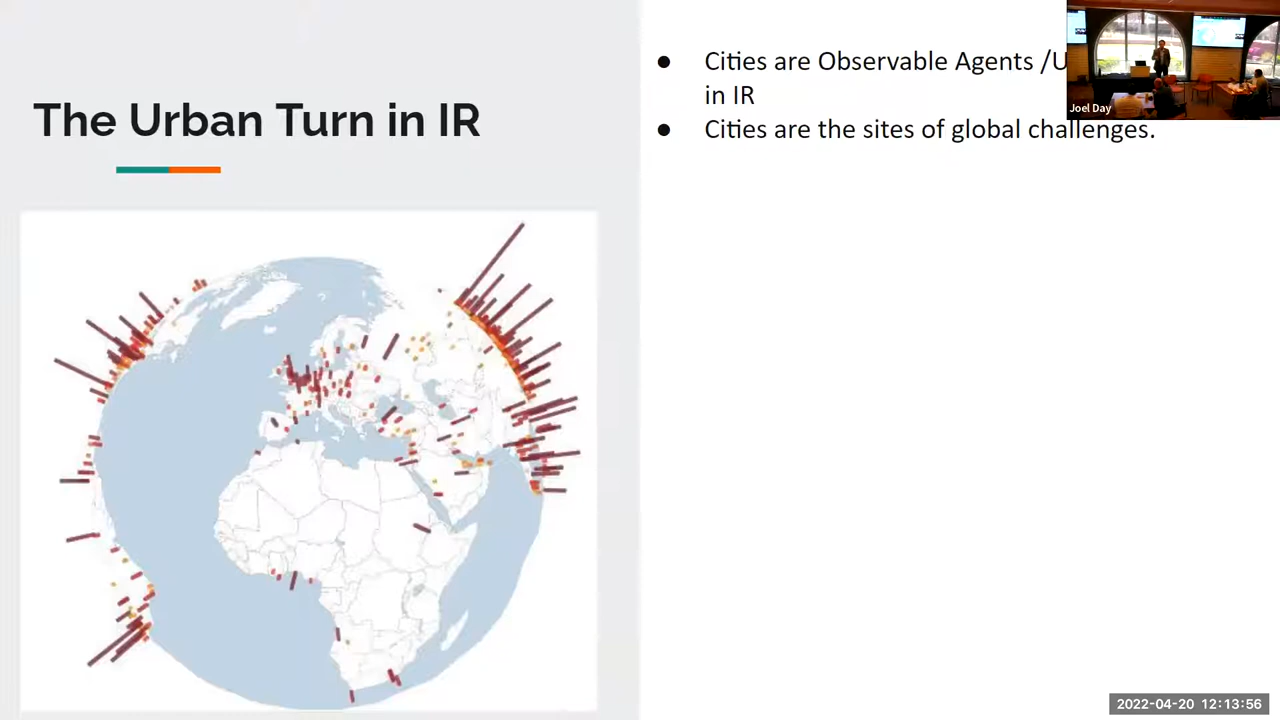 The Urban Turn in IR
● Cities are Observable Agents /U
in IR
● Cities are the sites of global challenges.
Joel Day
2022-04-20 12:13:56